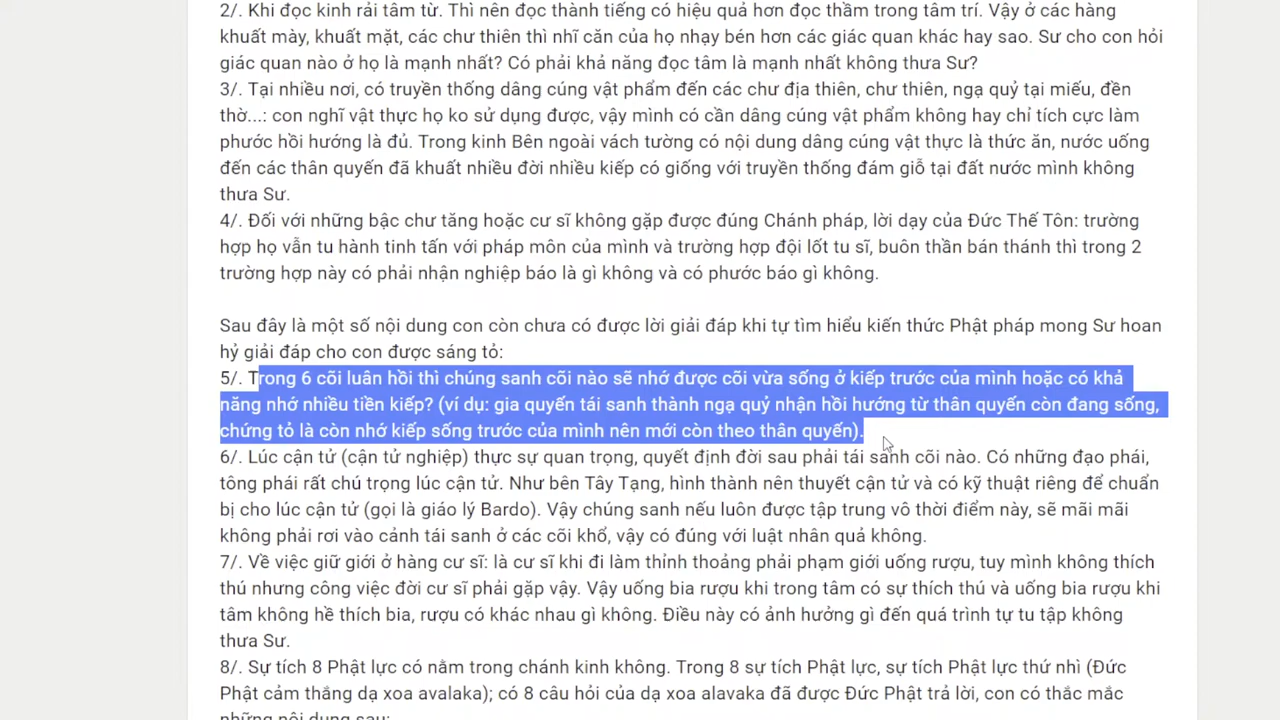 2/. Khi đọc kinh rải tâm từ. Thì nên đọc thành tiếng có hiệu quả hơn đọc thầm trong tâm trí. Vậy ở các hàng
khuất mày, khuất mặt, các chư thiên thì nhĩ căn của họ nhạy bén hơn các giác quan khác hay sao. Sư cho con hỏi
giác quan nào ở họ là mạnh nhất? Có phải khả năng đọc tâm là mạnh nhất không thưa Sư?
3/. Tại nhiều nơi, có truyền thống dâng cúng vật phẩm đến các chư địa thiên, chư thiên, ngạ quỷ tại miếu, đền
thờ...: con nghĩ vật thực họ ko sử dụng được, vậy mình có cần dâng cúng vật phẩm không hay chỉ tích cực làm
phước hồi hướng là đủ. Trong kinh Bên ngoài vách tường có nội dung dâng cúng vật thực là thức ăn, nước uống
đến các thân quyến đã khuất nhiều đời nhiều kiếp có giống với truyền thống đám giỗ tại đất nước mình không
thưa Sư.
4/. Đối với những bậc chư tăng hoặc cư sĩ không gặp được đúng Chánh pháp, lời dạy của Đức Thế Tôn: trường
hợp họ vẫn tu hành tinh tấn với pháp môn của mình và trường hợp đội lốt tu sĩ, buôn thần bán thánh thì trong 2
trường hợp này có phải nhận nghiệp báo là gì không và có phước báo gì không.
Sau đây là một số nội dung con còn chưa có được lời giải đáp khi tự tìm hiểu kiến thức Phật pháp mong Sư hoan
hỷ giải đáp cho con được sáng tỏ:
5/. Trong 6 cõi luân hồi thì chúng sanh cõi nào sẽ nhớ được cõi vừa sống ở kiếp trước của mình hoặc có khả
năng nhớ nhiều tiền kiếp? (ví dụ: gia quyến tái sanh thành ngạ quỷ nhận hồi hướng từ thân quyến còn đang sống,
chứng tỏ là còn nhớ kiếp sống trước của mình nên mới còn theo thân quyến).
6/. Lúc cận tử (cận tử nghiệp) thực sự quan trọng, quyết định đời sau phải tái sanh cõi nào. Có những đạo phái,
tông phái rất chú trọng lúc cận tử. Như bên Tây Tạng, hình thành nên thuyết cận tử và có kỹ thuật riêng để chuẩn
bị cho lúc cận tử (gọi là giáo lý Bardo). Vậy chúng sanh nếu luôn được tập trung vô thời điểm này, sẽ mãi mãi
không phải rơi vào cảnh tái sanh ở các cõi khổ, vậy có đúng với luật nhân quả không.
7/. Về việc giữ giới ở hàng cư sĩ: là cư sĩ khi đi làm thỉnh thoảng phải phạm giới uống rượu, tuy mình không thích
thú nhưng công việc đời cư sĩ phải gặp vậy. Vậy uống bia rượu khi trong tâm có sự thích thú và uống bia rượu khi
tâm không hề thích bia, rượu có khác nhau gì không. Điều này có ảnh hưởng gì đến quá trình tự tu tập không
thưa Sư.
8/. Sự tích 8 Phật lực có nằm trong chánh kinh không. Trong 8 sự tích Phật lực, sự tích Phật lực thứ nhì (Đức
Phật cảm thắng dạ xoa avalaka); có 8 câu hỏi của dạ xoa alavaka đã được Đức Phật trả lời, con có thắc mắc
những nội dung sau: